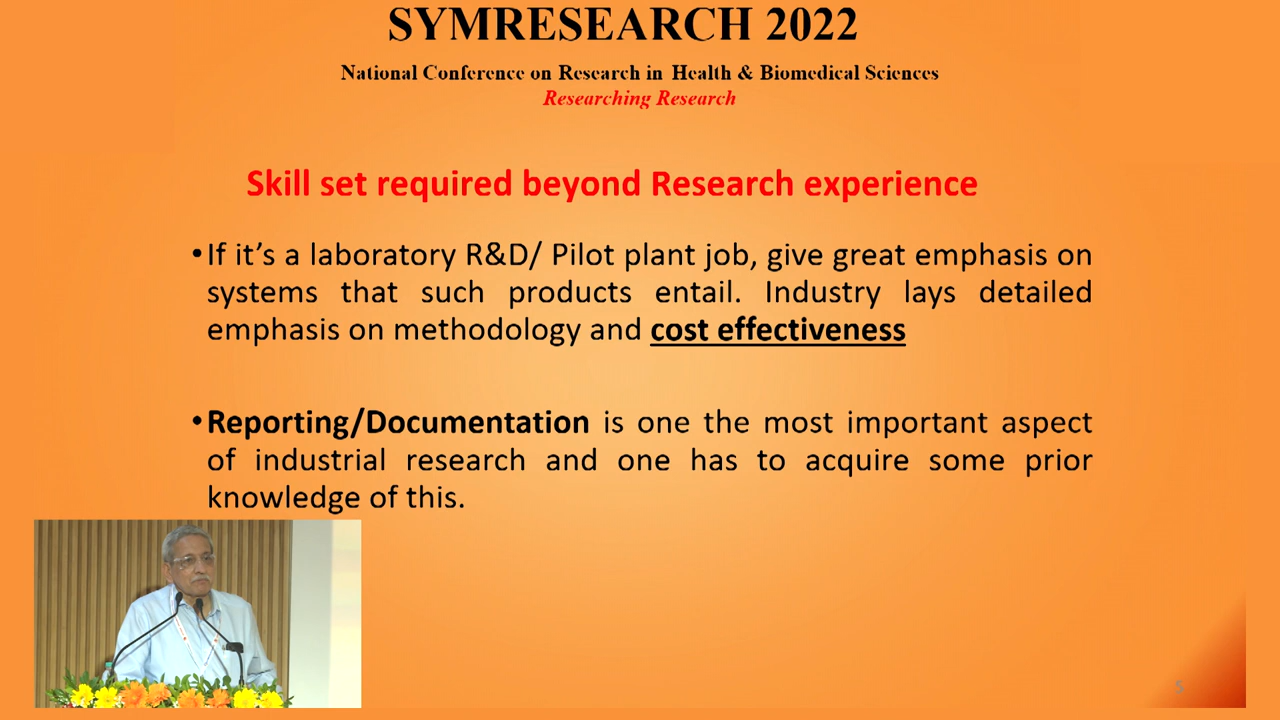 SYMRESEARCH 2022
National Conference on Research in Health & Biomedical Sciences
Researching Research
Skill set required beyond Research experience
•If it's a laboratory R&D/ Pilot plant job, give great emphasis on
systems that such products entail. Industry lays detailed
emphasis on methodology and cost effectiveness
•Reporting/Documentation is one the most important aspect
of industrial research and one has to acquire some prior
knowledge of this.
5